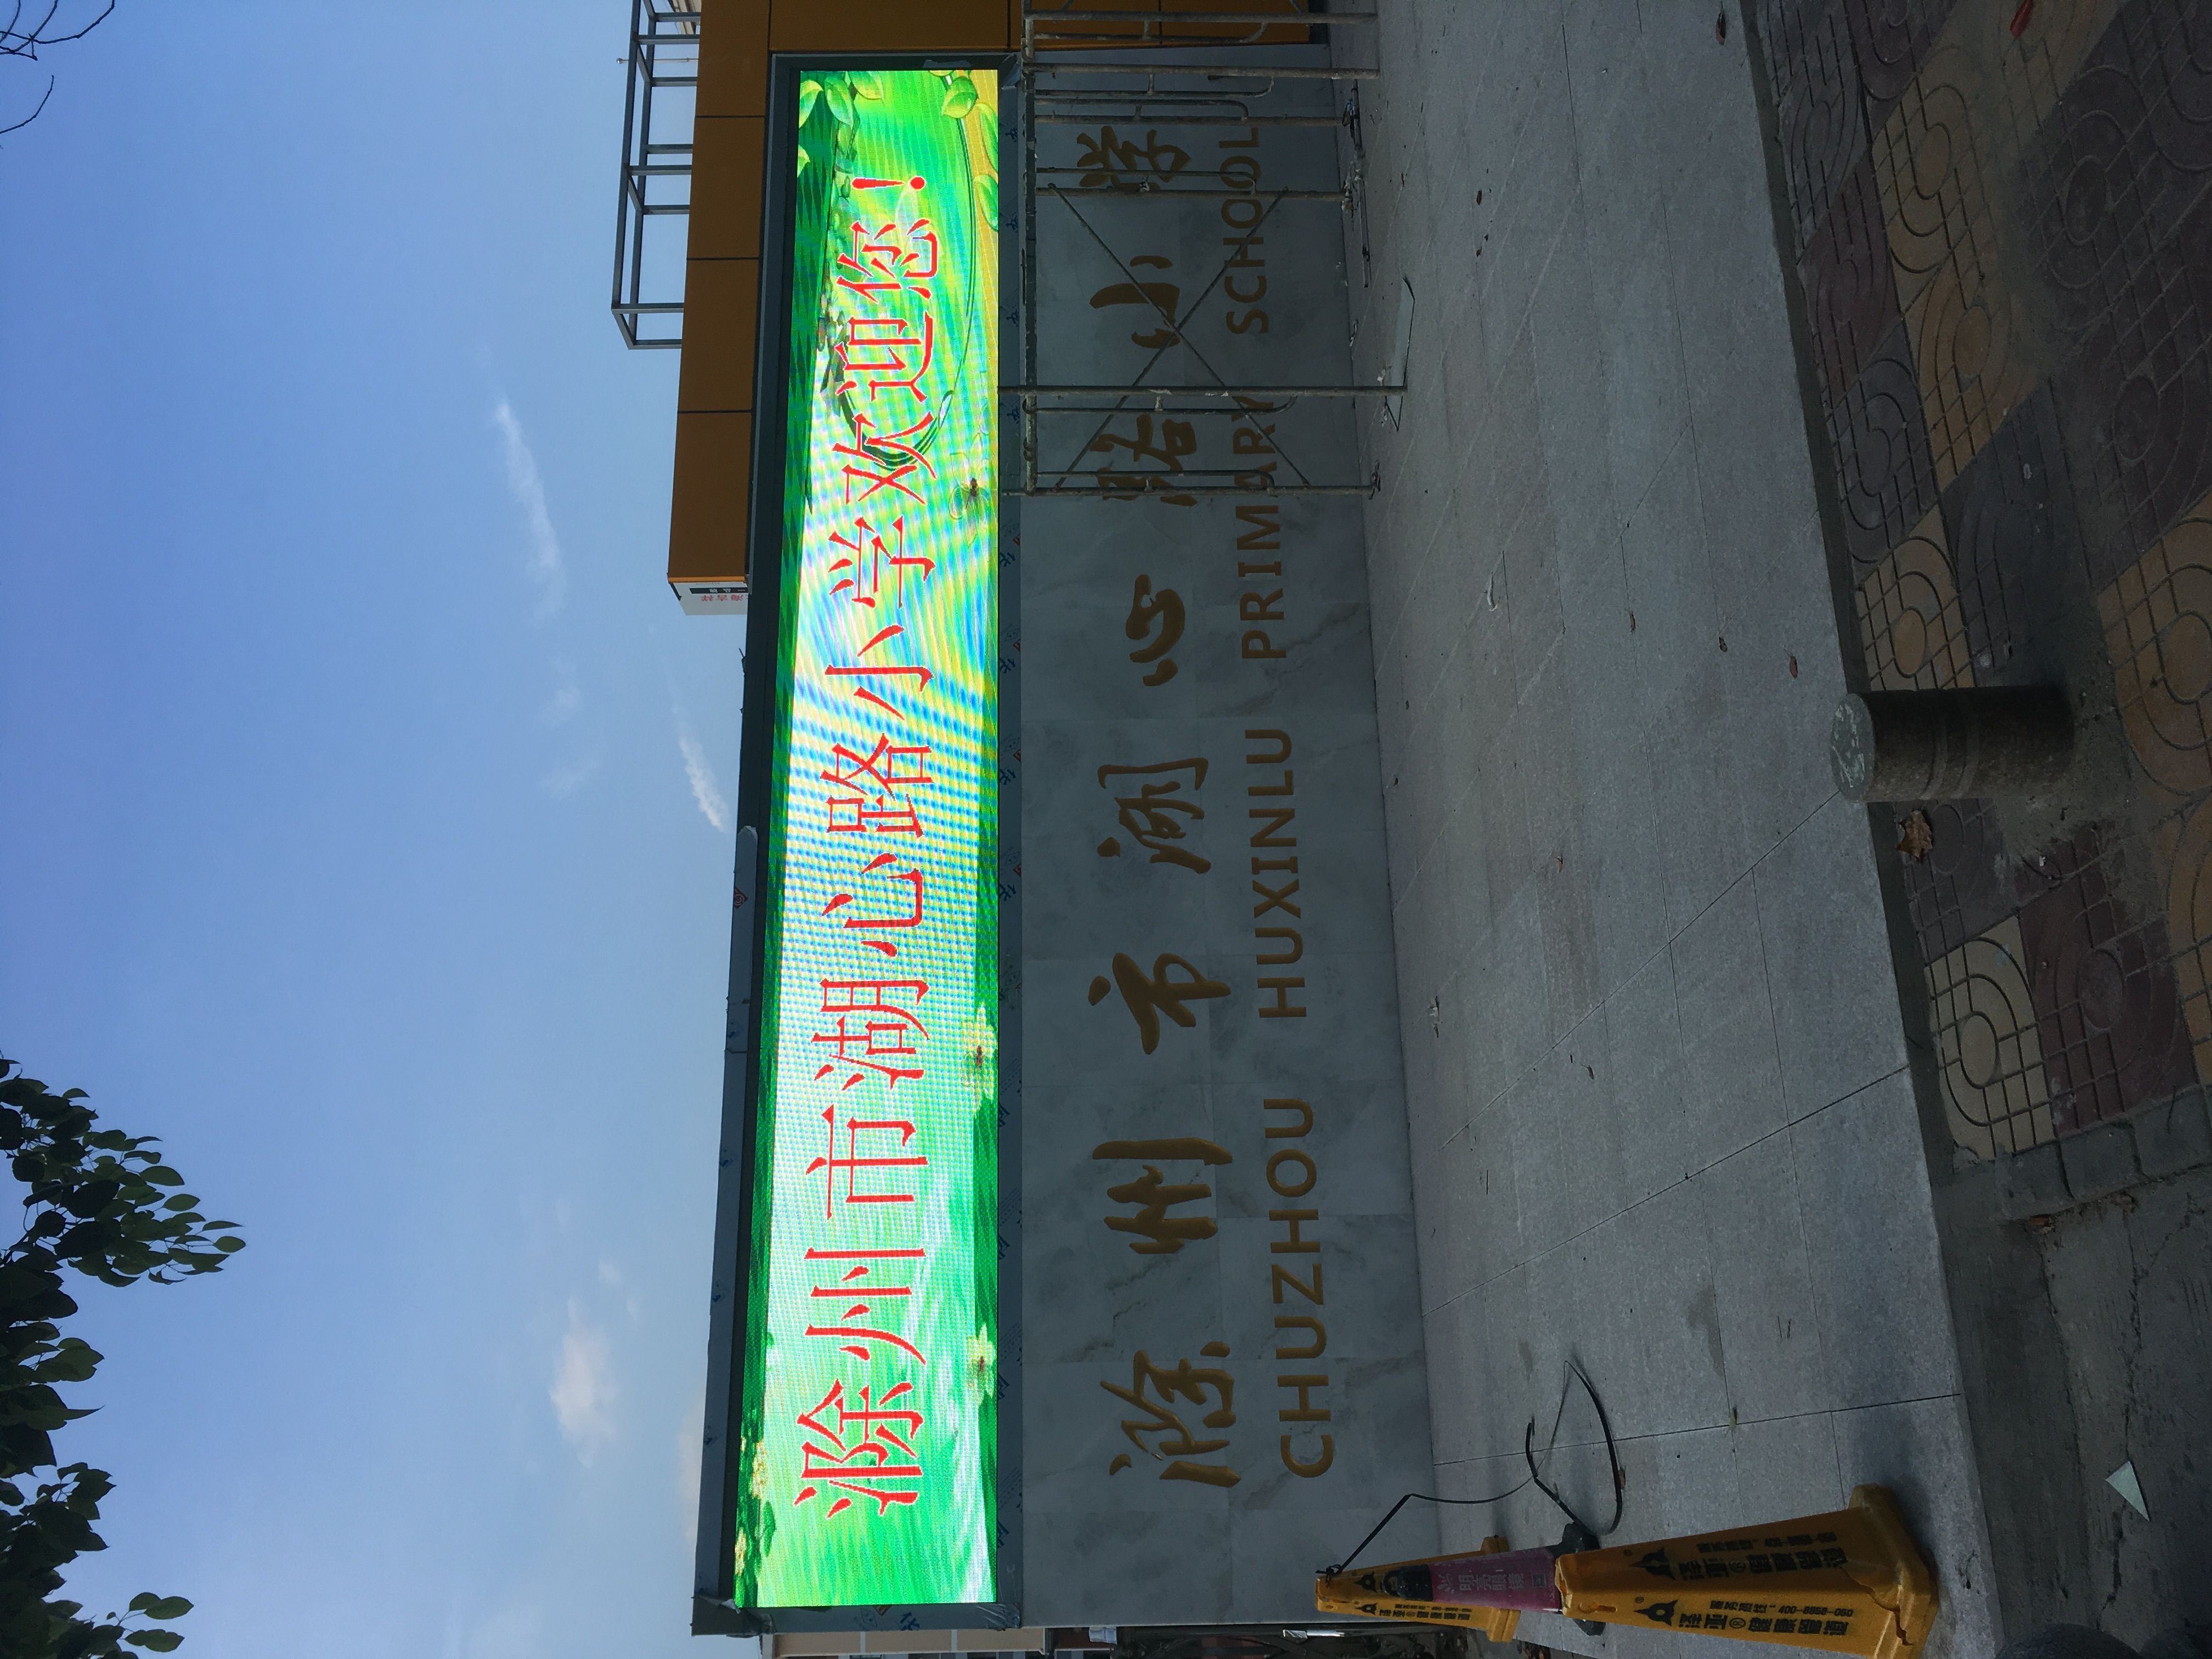 滁州市湖心路小学欢迎您！
滁州市湖心路小学
CHUZHOU HUXINLU PRIMARY SCHOOL